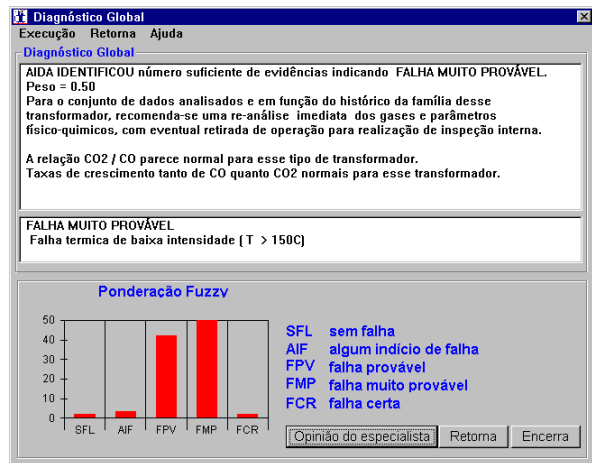 Diagnóstico Global
Execução Retorna Ajuda
Diagnóstico Global
AIDA IDENTIFICOU número suficiente de evidências indicando FALHA MUITO PROVÁVEL.
Peso = 0.50
Para o conjunto de dados analisados e em função do histórico da família desse
transformador, recomenda-se uma re-análise imediata dos gases e parâmetros
físico-quimicos, com eventual retirada de operação para realização de inspeção interna.
A relação CO2 / CO parece normal para esse tipo de transformador.
Taxas de crescimento tanto de CO quanto CO2 normais para esse transformador.
FALHA MUITO PROVÁVEL
Falha termica de baixa intensidade ( T > 150C)
Ponderação Fuzzy
50
40
30
20
10
0
SFL AIF FPV FMP FCR
SFL sem falha
AIF algum indício de falha
FPV falha provável
FMP falha muito provável
FCR falha certa
Opinião do especialista Retorna Encerra